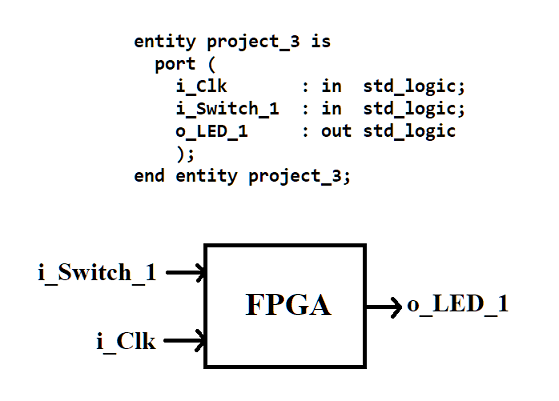 entity project_3 is
port (
i_Clk : in std_logic;
i_Switch_1 : in std_logic;
o_LED_1 : out std_logic
);
end entity project_3;
i_Switch_1
FPGA
o_LED_1
i_Clk